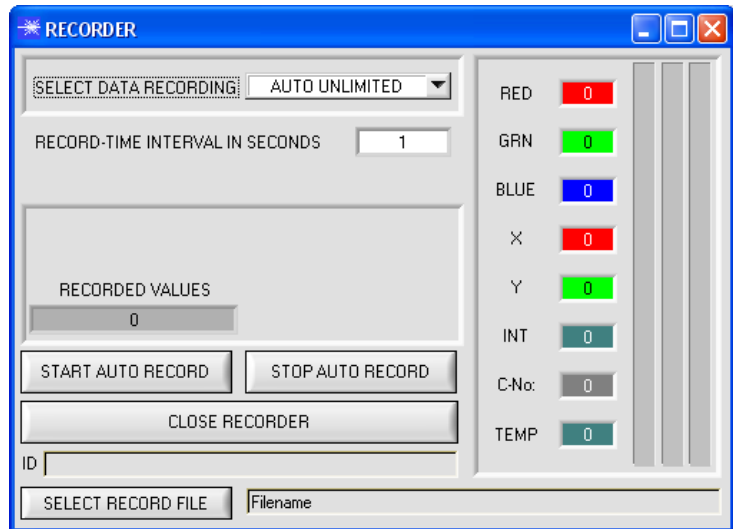 RECORDER
SELECT DATA RECORDING AUTO UNLIMITED
RECORD-TIME INTERVAL IN SECONDS 1
RECORDED VALUES
0
START AUTO RECORD STOP AUTO RECORD
CLOSE RECORDER
ID
SELECT RECORD FILE Filename
RED 0
GRN 0
BLUE 0
X 0
Y 0
INT 0
C-No: 0
TEMP 0